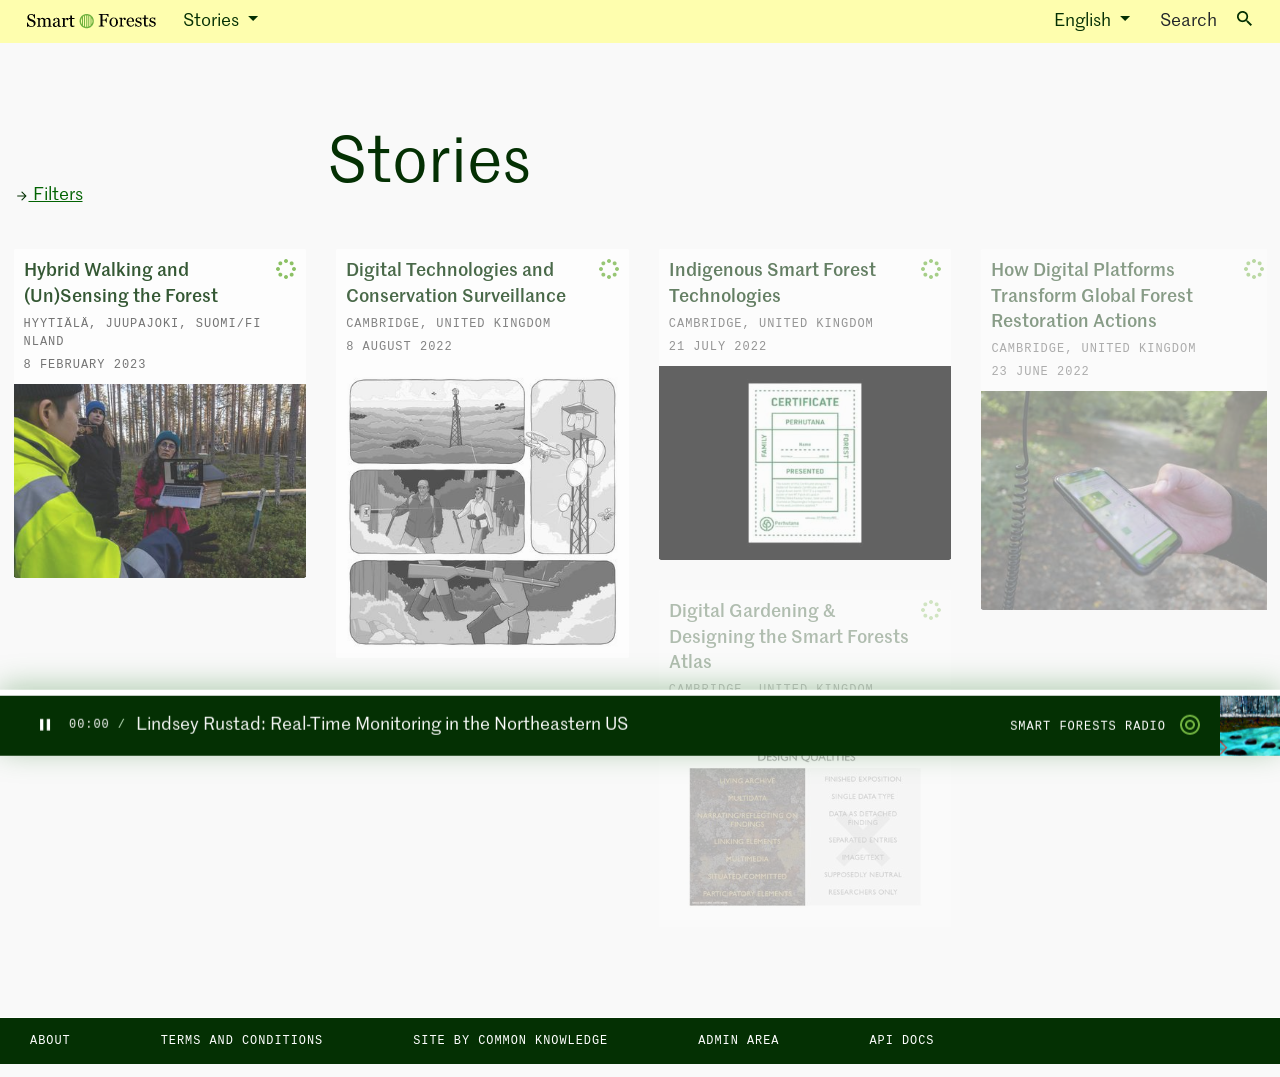 Smart Forests
Stories
English
Search
Stories
Filters
Hybrid Walking and
(Un)Sensing the Forest
HYYTIÄLÄ, JUUPAJOKI, SUOMI/FI
NLAND
8 FEBRUARY 2023
Digital Technologies and
Conservation Surveillance
CAMBRIDGE, UNITED KINGDOM
8 AUGUST 2022
Indigenous Smart Forest
Technologies
CAMBRIDGE, UNITED KINGDOM
21 JULY 2022
CERTIFICATE
PERHUTANA
FAMILY
Name
FOREST
PRESENTED
Perhutana
How Digital Platforms
Transform Global Forest
Restoration Actions
CAMBRIDGE, UNITED KINGDOM
23 JUNE 2022
Digital Gardening &
Designing the Smart Forests
Atlas
CAMBRIDGE, UNITED KINGDOM
00:00 /
Lindsey Rustad: Real-Time Monitoring in the Northeastern US
SMART FORESTS RADIO
DESIGN QUALITIES
LIVING ARCHIVE
MULTIDATA
NARRATING/REFLECTING ON
FINDINGS
LINKING ELEMENTS
MULTIMEDIA
SITUATED/COMMITTED
PARTICIPATORY ELEMENTS
FINISHED EXPOSITION
SINGLE DATA TYPE
DATA AS DETACHED
FINDING
SEPARATED ENTRIES
IMAGE/TEXT
SUPPOSEDLY NEUTRAL
RESEARCHERS ONLY
ABOUT
TERMS AND CONDITIONS
SITE BY COMMON KNOWLEDGE
ADMIN AREA
API DOCS